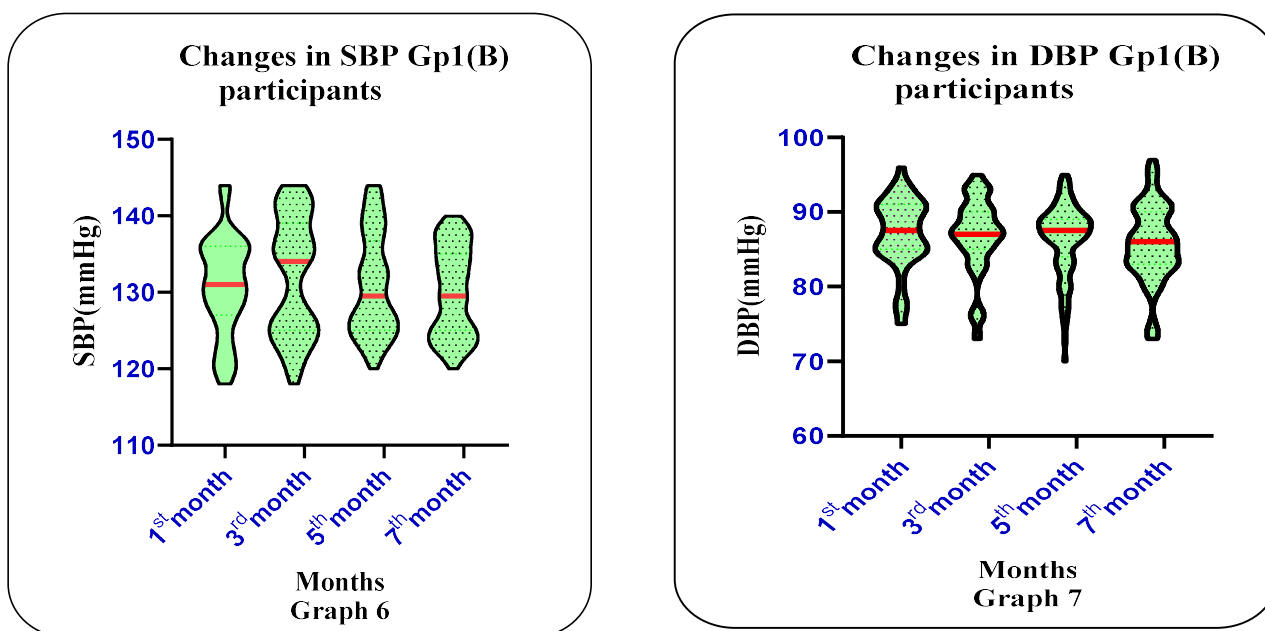 Changes in SBP Gp1(B)
participants
SBP(mmHg)
150
140
130
120
110
1st month
3rd month
5th month
7th month
Months
Graph 6
Changes in DBP Gp1(B)
participants
DBP(mmHg)
100
90
80
70
60
1st month
3rd month
5th month
7th month
Months
Graph 7